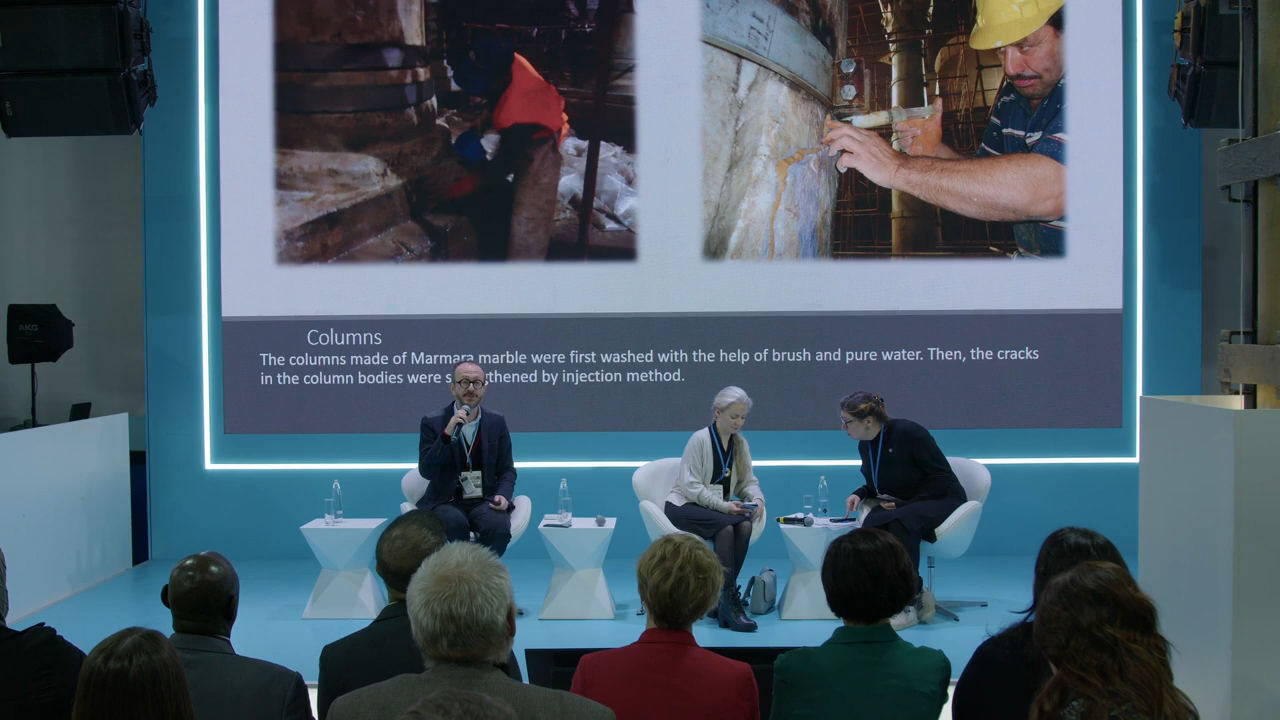 Columns
The columns made of Marmara marble were first washed with the help of brush and pure water. Then, the cracks
in the column bodies were s gthened by injection method.
AKG